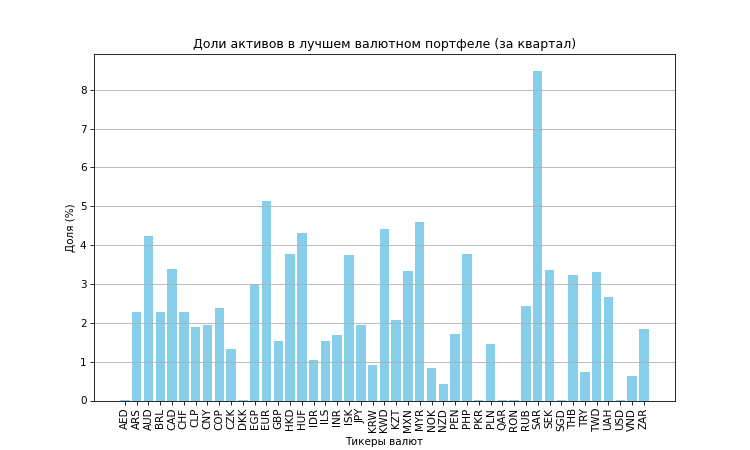 Доли активов в лучшем валютном портфеле (за квартал)
Доля (%)
8
7
6
5
4
3
2
1
0
AED
ARS
AUD
BRL
CAD
CHF
CLP
CNY
COP
CZK
DKK
EGP
EUR
GBP
HKD
HUF
IDR
ILS
INR
ISK
JPY
KRW
KWD
KZT
MXN
MYR
NOK
NZD
PEN
PHP
PKR
PLN
QAR
RON
RUB
SAR
SEK
SGD
THB
TRY
TWD
UAH
USD
VND
ZAR
Тикеры валют